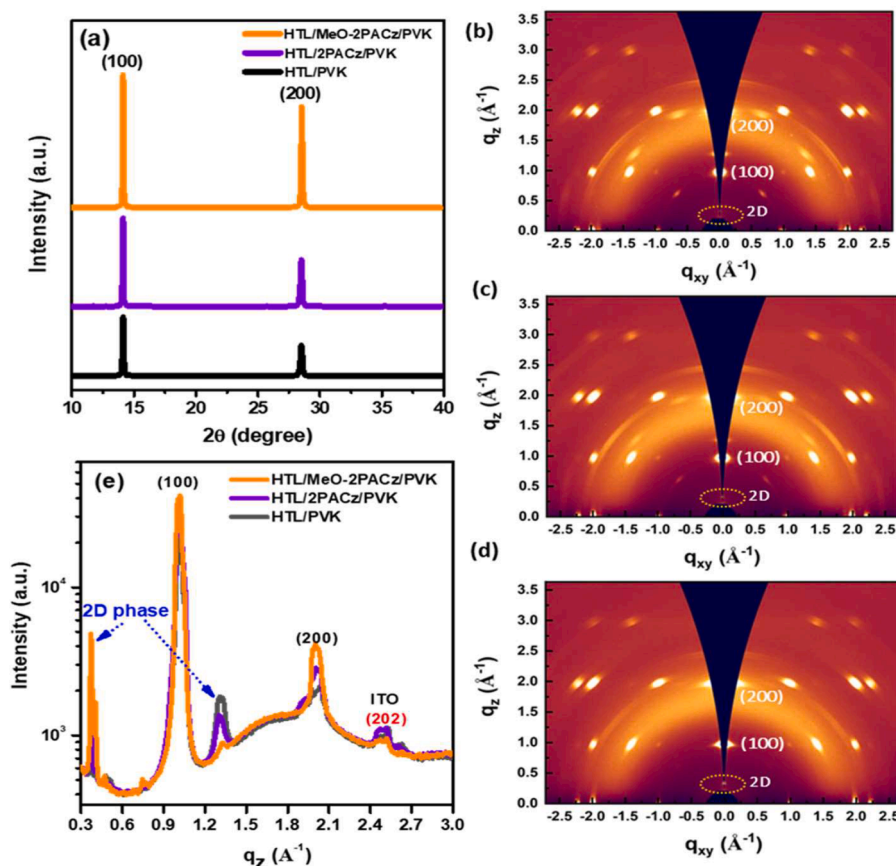 (a)
HTL/MeO-2PACz/PVK
HTL/2PACz/PVK
HTL/PVK
(100)
(200)
Intensity (a.u.)
10 15 20 25 30 35 40
2θ (degree)
(b)
q_z (Å⁻¹)
3.5
3.0
2.5
2.0
1.5
1.0
0.5
0.0
(200)
(100)
2D
-2.5 -2.0 -1.5 -1.0 -0.5 0.0 0.5 1.0 1.5 2.0 2.5
q_xy (Å⁻¹)
(c)
q_z (Å⁻¹)
3.5
3.0
2.5
2.0
1.5
1.0
0.5
0.0
(200)
(100)
2D
-2.5 -2.0 -1.5 -1.0 -0.5 0.0 0.5 1.0 1.5 2.0 2.5
q_xy (Å⁻¹)
(d)
q_z (Å⁻¹)
3.5
3.0
2.5
2.0
1.5
1.0
0.5
0.0
(200)
(100)
2D
-2.5 -2.0 -1.5 -1.0 -0.5 0.0 0.5 1.0 1.5 2.0 2.5
q_xy (Å⁻¹)
(e)
(100)
HTL/MeO-2PACz/PVK
HTL/2PACz/PVK
HTL/PVK
Intensity (a.u.)
10⁴
10³
2D phase
(200)
ITO
(202)
0.3 0.6 0.9 1.2 1.5 1.8 2.1 2.4 2.7 3.0
q_z (A⁻¹)